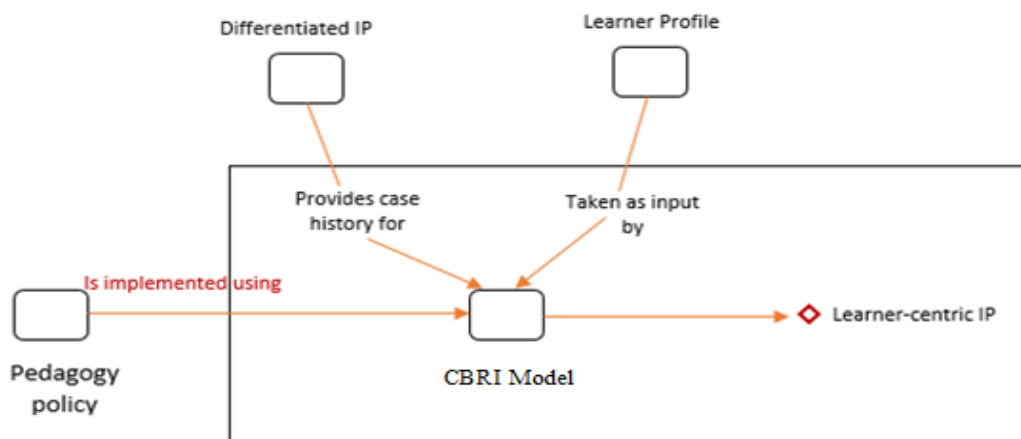 Differentiated IP
Learner Profile
Provides case
history for
Taken as input
by
Is implemented using
Learner-centric IP
Pedagogy
policy
CBRI Model